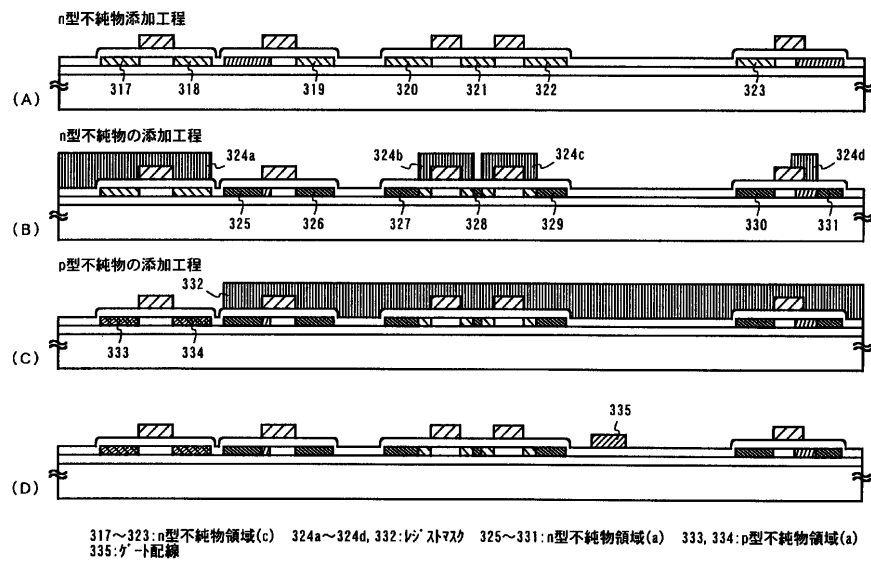 n型不純物添加工程
317 318 319 320 321 322 323
(A)
n型不純物の添加工程
324a 324b 324c 324d
325 326 327 328 329 330 331
(B)
p型不純物の添加工程
332
333 334
(C)
335
(D)
317~323:n型不純物領域(c) 324a~324d, 332:ﾚｼﾞｽﾄﾏｽｸ 325~331:n型不純物領域(a) 333, 334:p型不純物領域(a)
335:ｹﾞｰﾄ配線